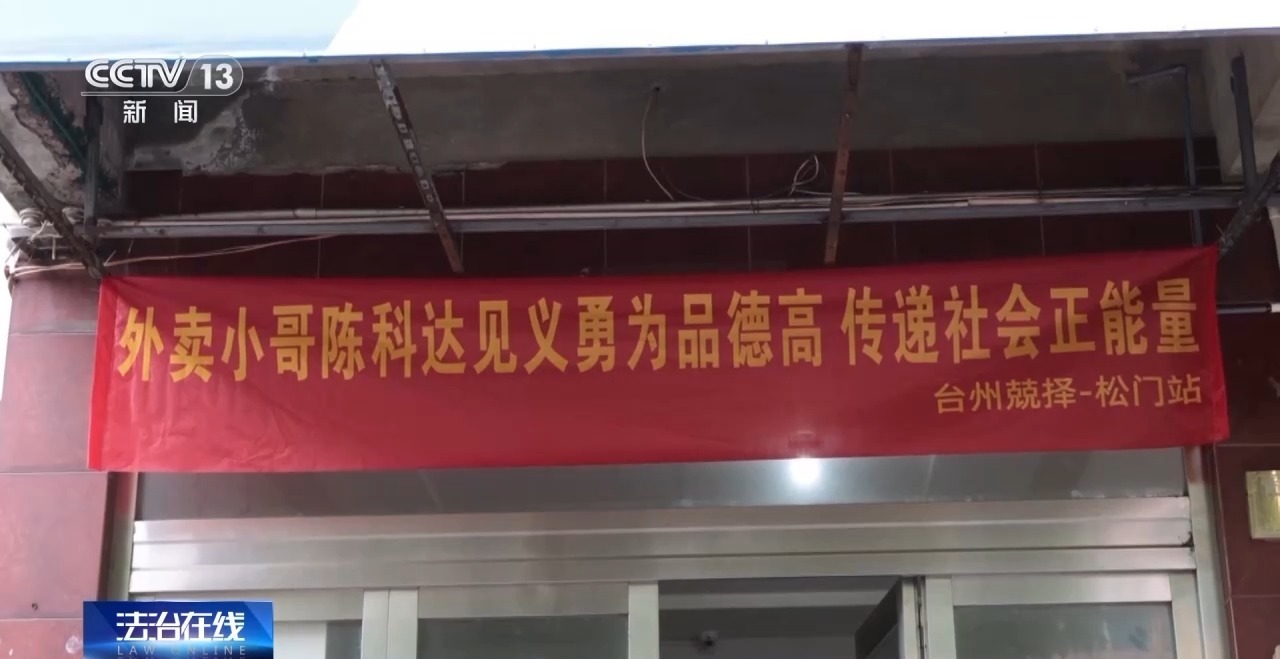 CCTV 13
新闻
外卖小哥陈科达见义勇为品德高 传递社会正能量
台州兢择-松门站
法治在线
LAW ONLINE